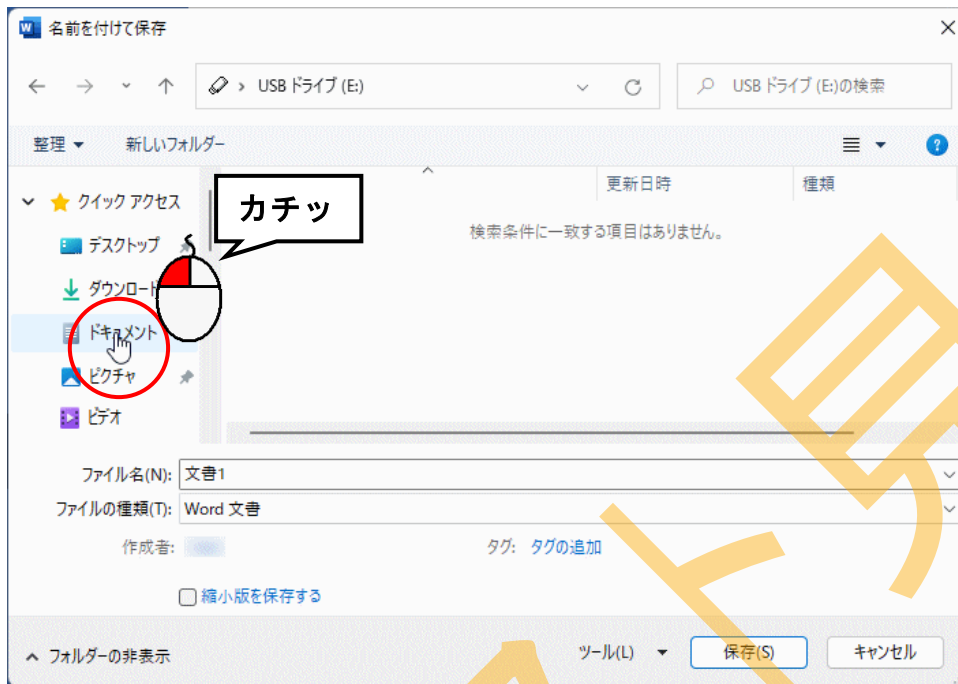 名前を付けて保存
USB ドライブ (E:)
USB ドライブ (E:)の検索
整理
新しいフォルダー
更新日時
種類
クイック アクセス
カチッ
検索条件に一致する項目はありません。
デスクトップ
ダウンロード
ドキュメント
ピクチャ
ビデオ
ファイル名(N): 文書1
ファイルの種類(T): Word 文書
作成者:
タグ: タグの追加
縮小版を保存する
フォルダーの非表示
ツール(L)
保存(S)
キャンセル